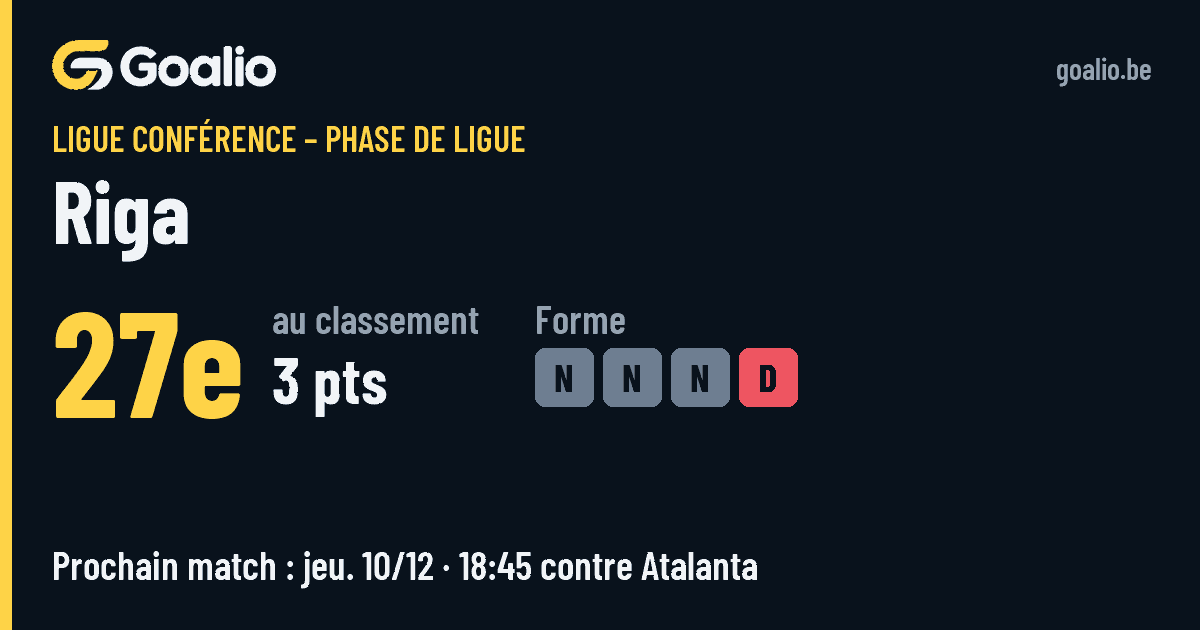 Goalio
goalio.be
LIGUE CONFÉRENCE – PHASE DE LIGUE
Riga
27e
au classement
3 pts
Forme
N N N D
Prochain match : jeu. 10/12 · 18:45 contre Atalanta